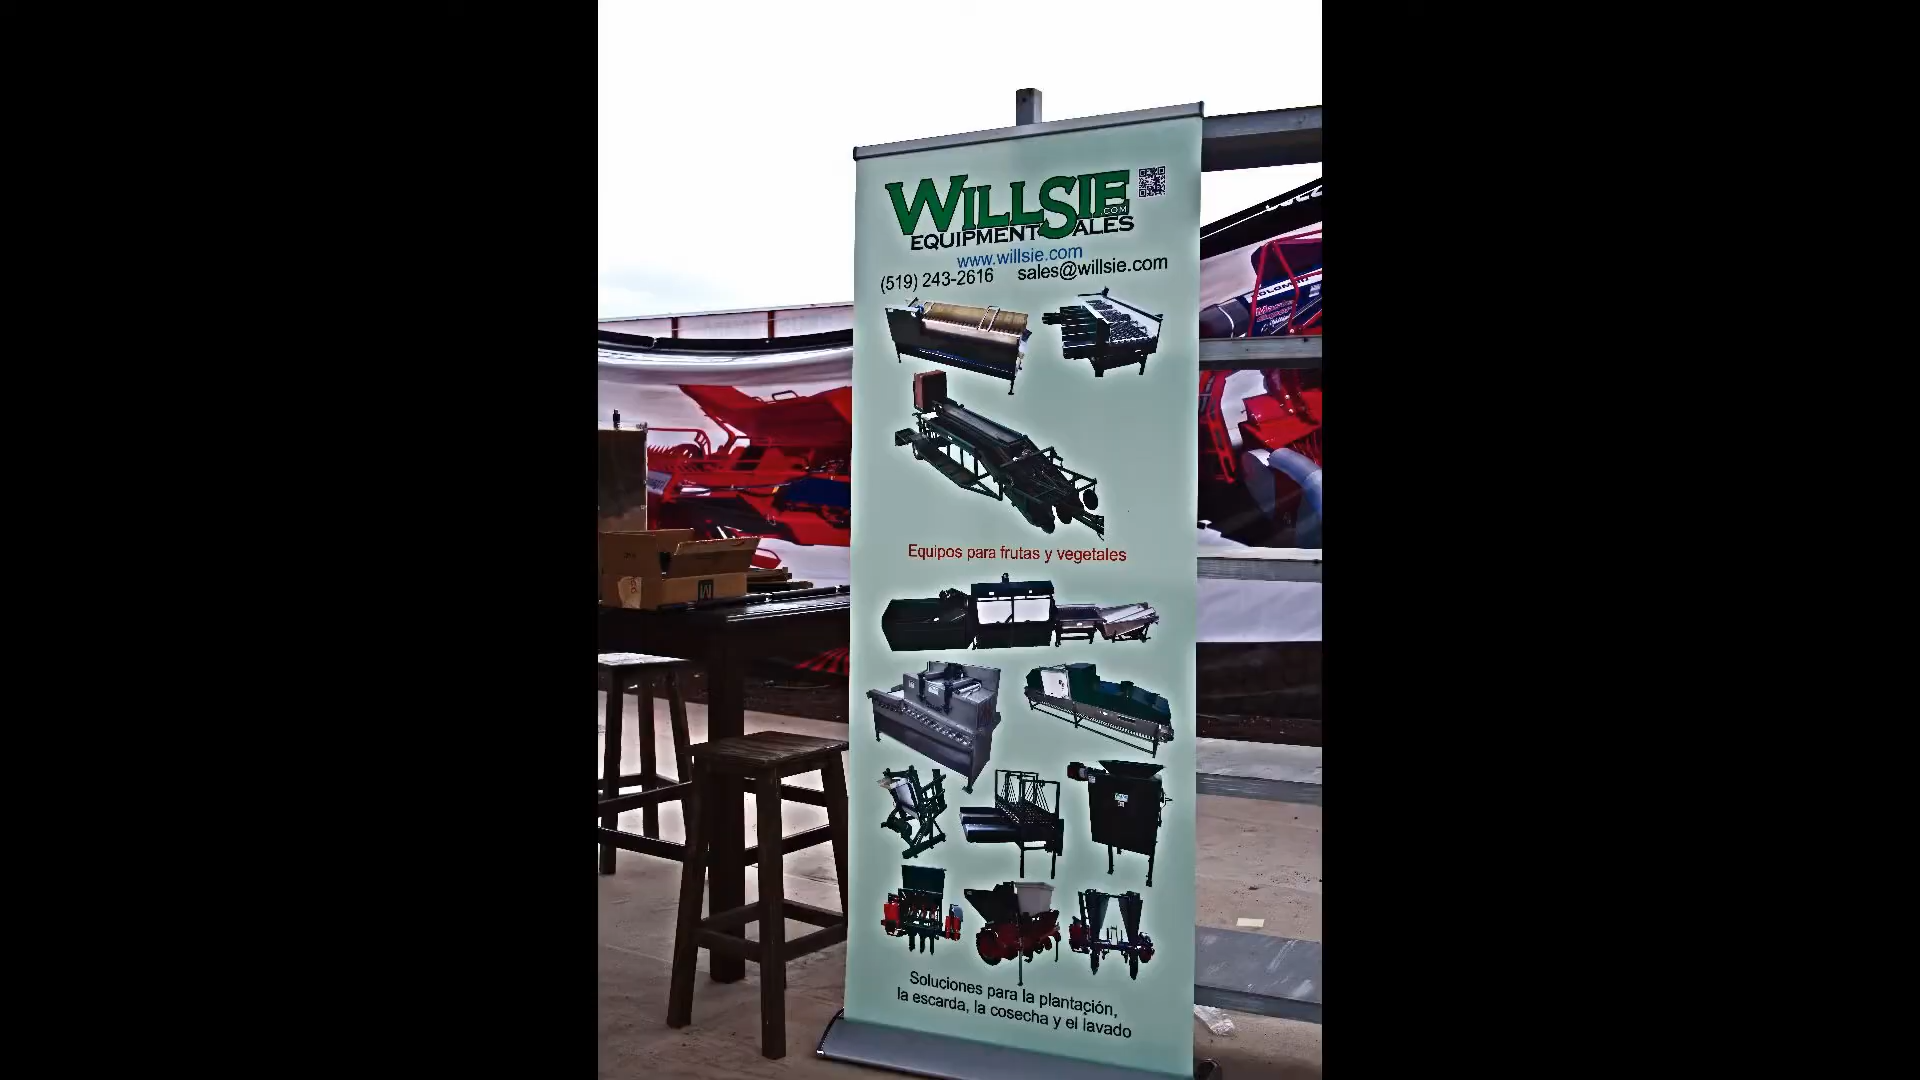 WILLSIE
.COM
EQUIPMENT SALES
www.willsie.com
(519) 243-2616 sales@willsie.com
Equipos para frutas y vegetales
Soluciones para la plantación,
la escarda, la cosecha y el lavado